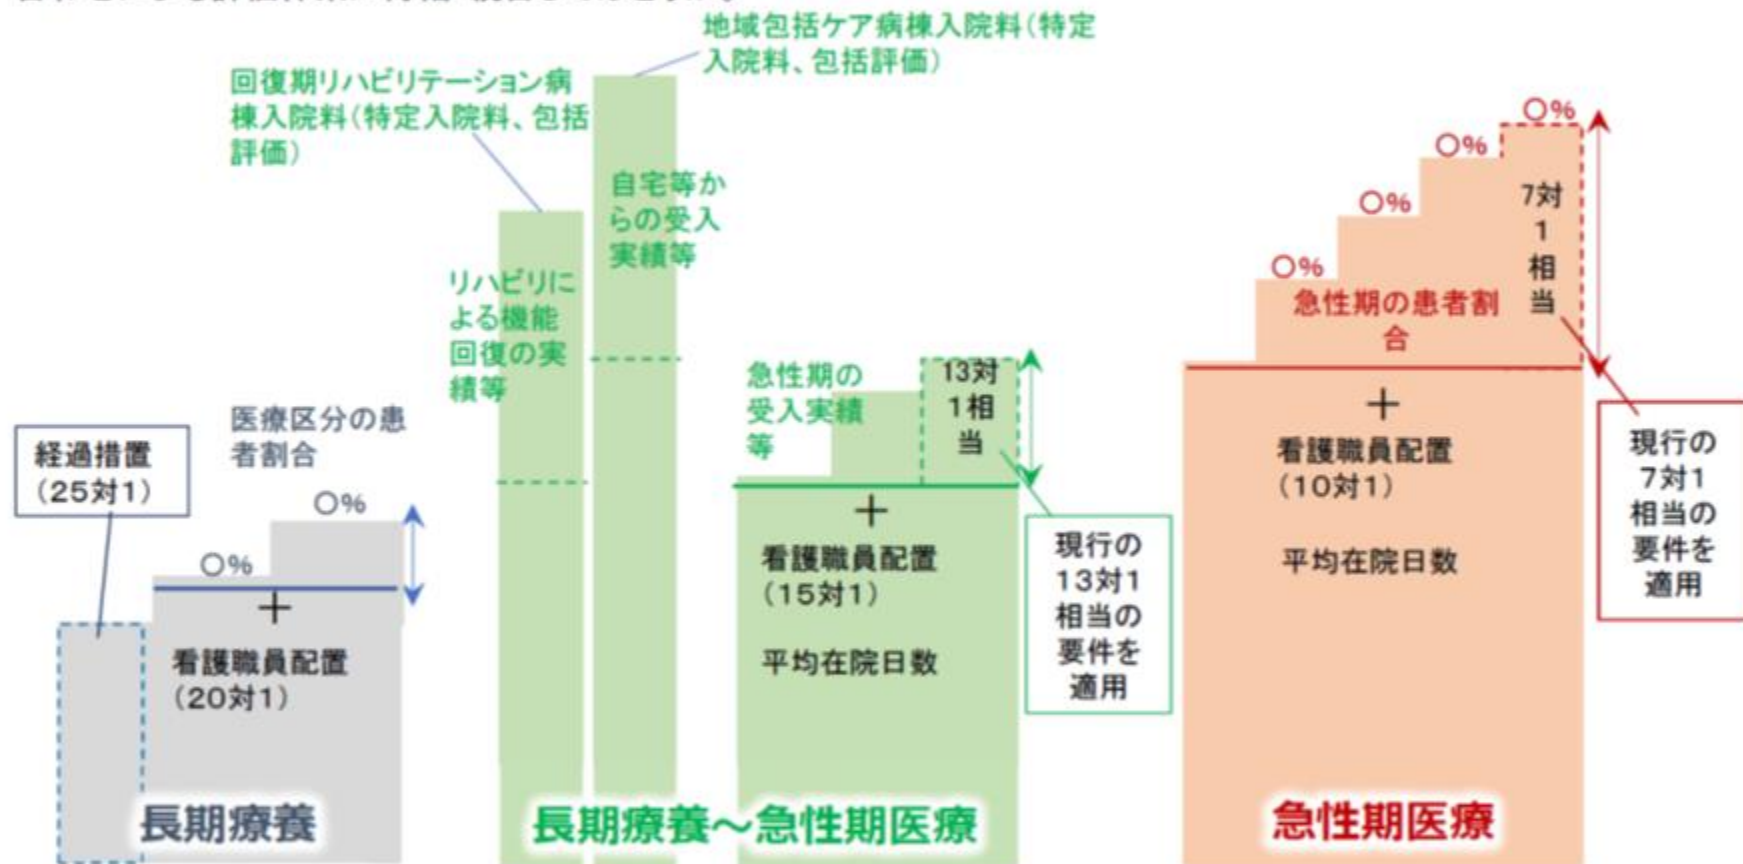 地域包括ケア病棟入院料(特定
入院料、包括評価)
回復期リハビリテーション病
棟入院料(特定入院料、包括
評価)
自宅等か
らの受入
実績等
リハビリに
よる機能
回復の実
績等
医療区分の患
者割合
経過措置
(25対1)
○%
○%
+
看護職員配置
(20対1)
長期療養
急性期の
受入実績
等
13対
1相
当
+
看護職員配置
(15対1)
平均在院日数
現行の
13対1
相当の
要件を
適用
長期療養~急性期医療
○%
○%
○%
○%
7対
1
相
当
急性期の患者割
合
+
看護職員配置
(10対1)
平均在院日数
現行の
7対1
相当の
要件を
適用
急性期医療